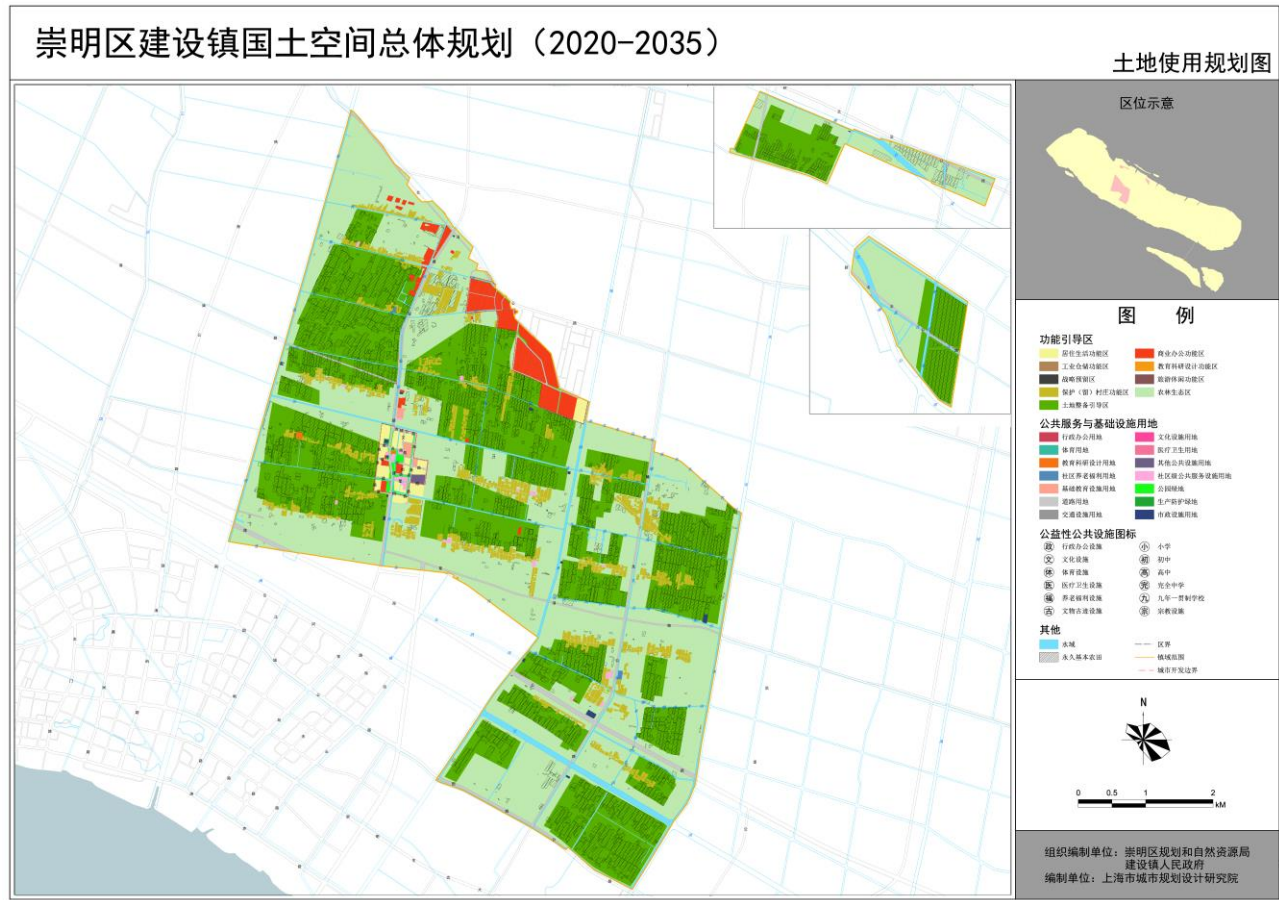 崇明区建设镇国土空间总体规划（2020-2035）
土地使用规划图
区位示意
图 例
功能引导区
居住生活功能区 商业办公功能区
工业仓储功能区 教育科研设计功能区
战略预留区 旅游休闲功能区
保护（留）村庄功能区 农林生态区
土地整备引导区
公共服务与基础设施用地
行政办公用地 文化设施用地
体育用地 医疗卫生用地
教育科研设计用地 其他公共设施用地
社区养老福利用地 社区级公共服务设施用地
基础教育设施用地 公园绿地
道路用地 生产防护绿地
交通设施用地 市政设施用地
公益性公共设施图标
政 行政办公设施 小 小学
文 文化设施 初 初中
体 体育设施 高 高中
医 医疗卫生设施 完 完全中学
福 养老福利设施 九 九年一贯制学校
古 文物古迹设施 宗 宗教设施
其他
水域 区界
永久基本农田 镇域范围
城市开发边界
N
0 0.5 1 2
kM
组织编制单位：崇明区规划和自然资源局
建设镇人民政府
编制单位：上海市城市规划设计研究院